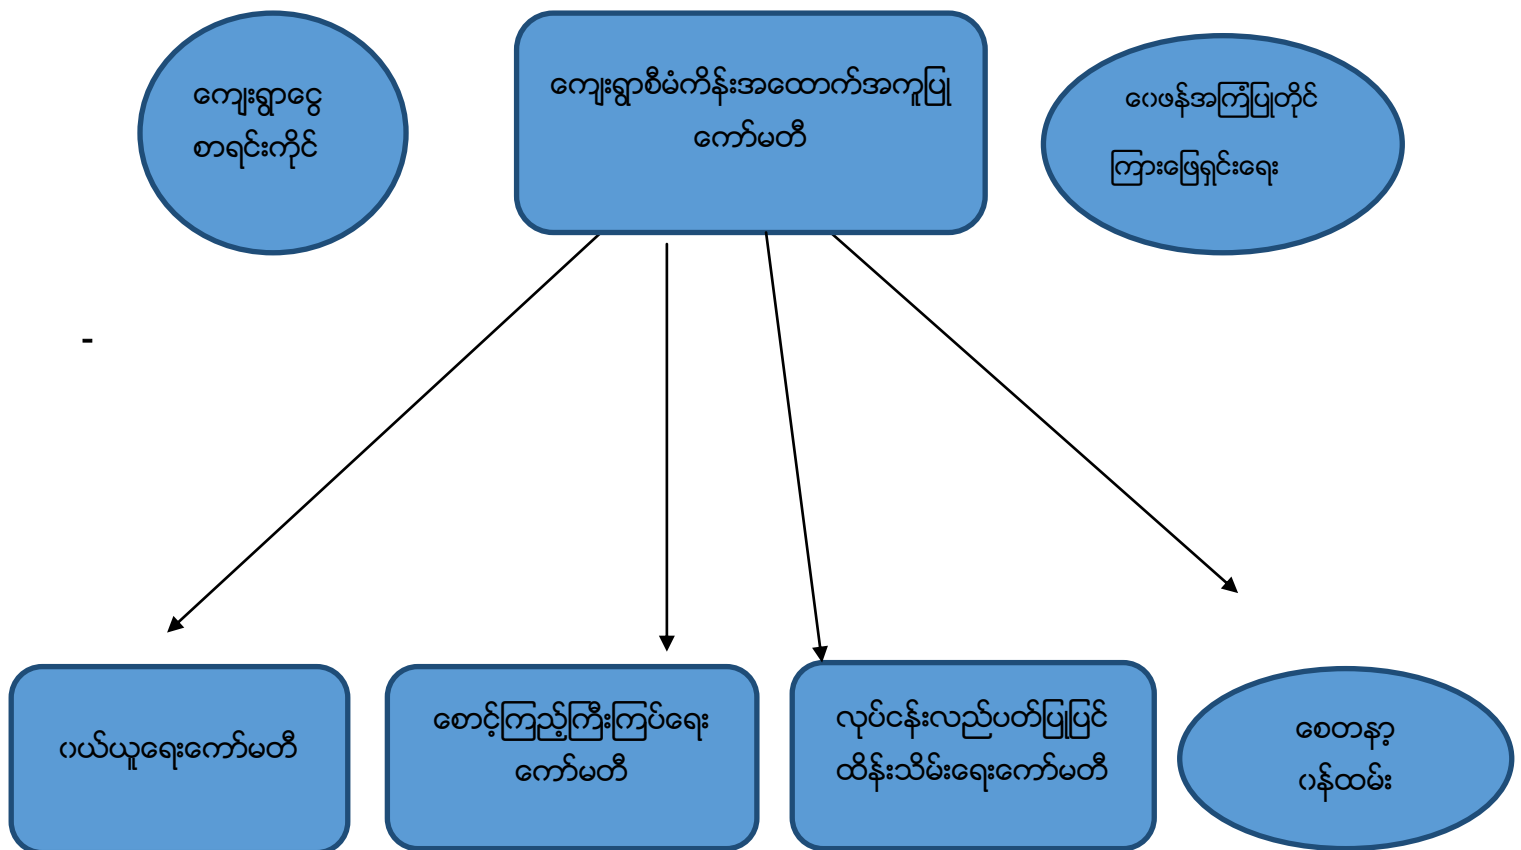 ကျေးရွာငွေ
စာရင်းကိုင်
ကျေးရွာစီမံကိန်းအထောက်အကူပြု
ကော်မတီ
ဝေဖန်အကြံပြုတိုင်
ကြားဖြေရှင်းရေး
-
ဝယ်ယူရေးကော်မတီ
စောင့်ကြည့်ကြီးကြပ်ရေး
ကော်မတီ
လုပ်ငန်းလည်ပတ်ပြုပြင်
ထိန်းသိမ်းရေးကော်မတီ
စေတနာ့
ဝန်ထမ်း